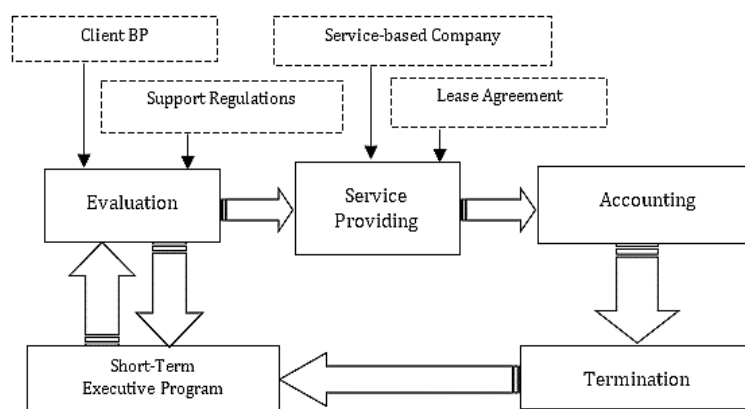 Client BP
Service-based Company
Support Regulations
Lease Agreement
Evaluation
Service
Providing
Accounting
Short-Term
Executive Program
Termination